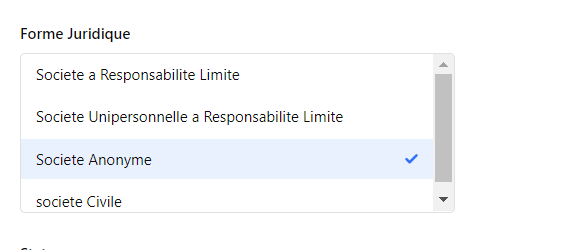 Forme Juridique
Societe a Responsabilite Limite
Societe Unipersonnelle a Responsabilite Limite
Societe Anonyme
societe Civile